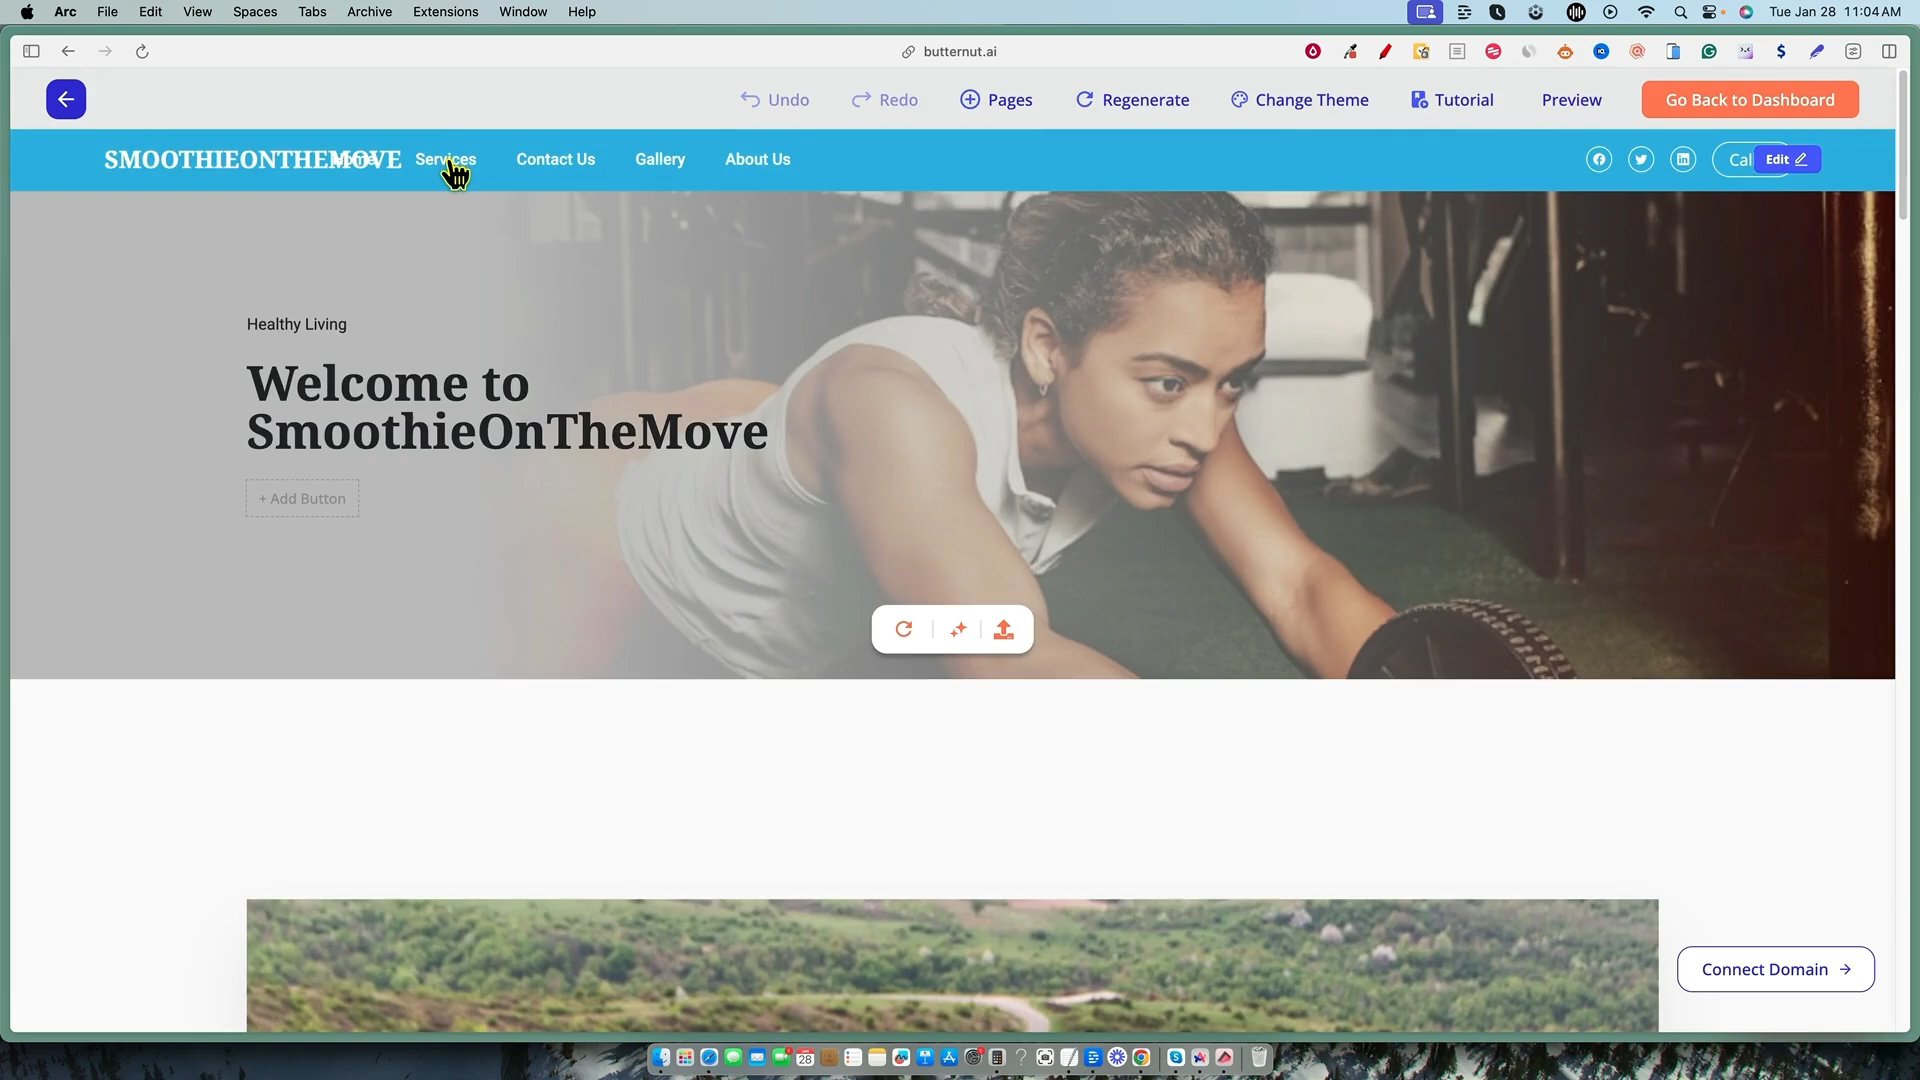 Arc File Edit View Spaces Tabs Archive Extensions Window Help Tue Jan 28 11:04 AM
butternut.ai
Undo Redo Pages Regenerate Change Theme Tutorial Preview Go Back to Dashboard
SMOOTHIEONTHEMOVE Home Services Contact Us Gallery About Us Cal Edit
Healthy Living
Welcome to
SmoothieOnTheMove
+ Add Button
Connect Domain
28